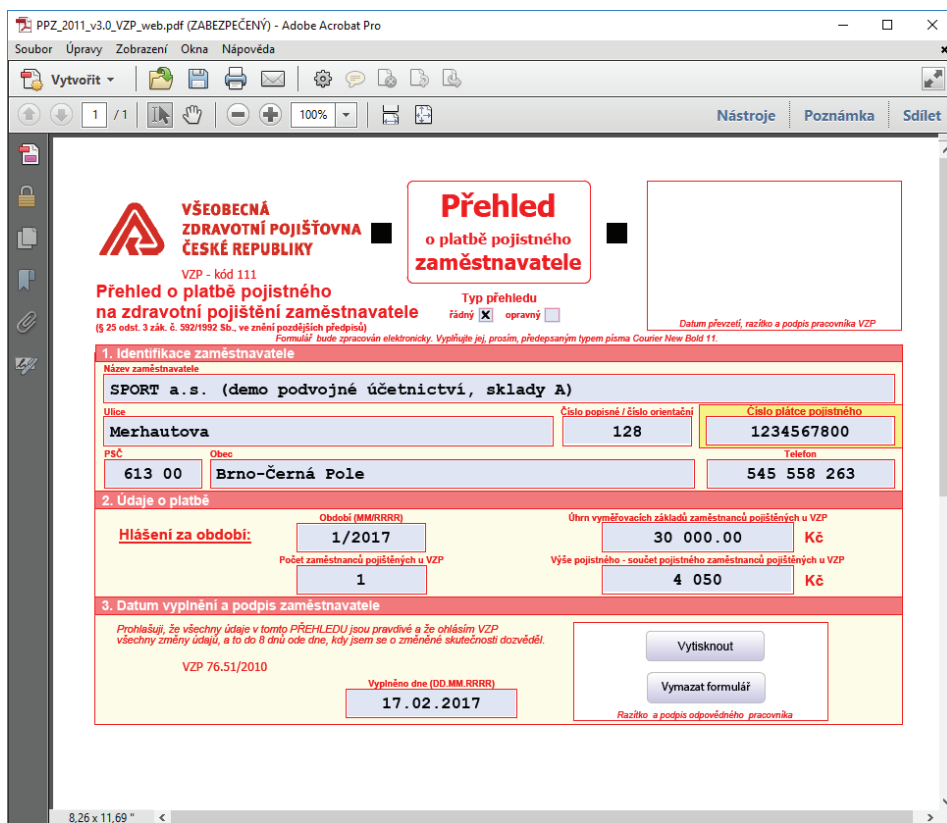 PPZ_2011_v3.0_VZP_web.pdf (ZABEZPEČENÝ) - Adobe Acrobat Pro
Soubor Úpravy Zobrazení Okna Nápověda
Vytvořit
1 / 1 100% Nástroje Poznámka Sdílet
VŠEOBECNÁ
ZDRAVOTNÍ POJIŠŤOVNA
ČESKÉ REPUBLIKY
VZP - kód 111
Přehled
o platbě pojistného
zaměstnavatele
Přehled o platbě pojistného
na zdravotní pojištění zaměstnavatele
(§ 25 odst. 3 zák. č. 592/1992 Sb., ve znění pozdějších předpisů)
Typ přehledu
řádný X opravný
Datum převzetí, razítko a podpis pracovníka VZP
Formulář bude zpracován elektronicky. Vyplňujte jej, prosím, předepsaným typem písma Courier New Bold 11.
1. Identifikace zaměstnavatele
Název zaměstnavatele
SPORT a.s. (demo podvojné účetnictví, sklady A)
Ulice Číslo popisné / číslo orientační Číslo plátce pojistného
Merhautova 128 1234567800
PSČ Obec Telefon
613 00 Brno-Černá Pole 545 558 263
2. Údaje o platbě
Hlášení za období:
Období (MM/RRRR) Úhrn vyměřovacích základů zaměstnanců pojištěných u VZP
1/2017 30 000.00 Kč
Počet zaměstnanců pojištěných u VZP Výše pojistného - součet pojistného zaměstnanců pojištěných u VZP
1 4 050 Kč
3. Datum vyplnění a podpis zaměstnavatele
Prohlašuji, že všechny údaje v tomto PŘEHLEDU jsou pravdivé a že ohlásím VZP
všechny změny údajů, a to do 8 dnů ode dne, kdy jsem se o změněné skutečnosti dozvěděl.
VZP 76.51/2010
Vyplněno dne (DD.MM.RRRR)
17.02.2017
Vytisknout
Vymazat formulář
Razítko a podpis odpovědného pracovníka
8,26 x 11,69 "